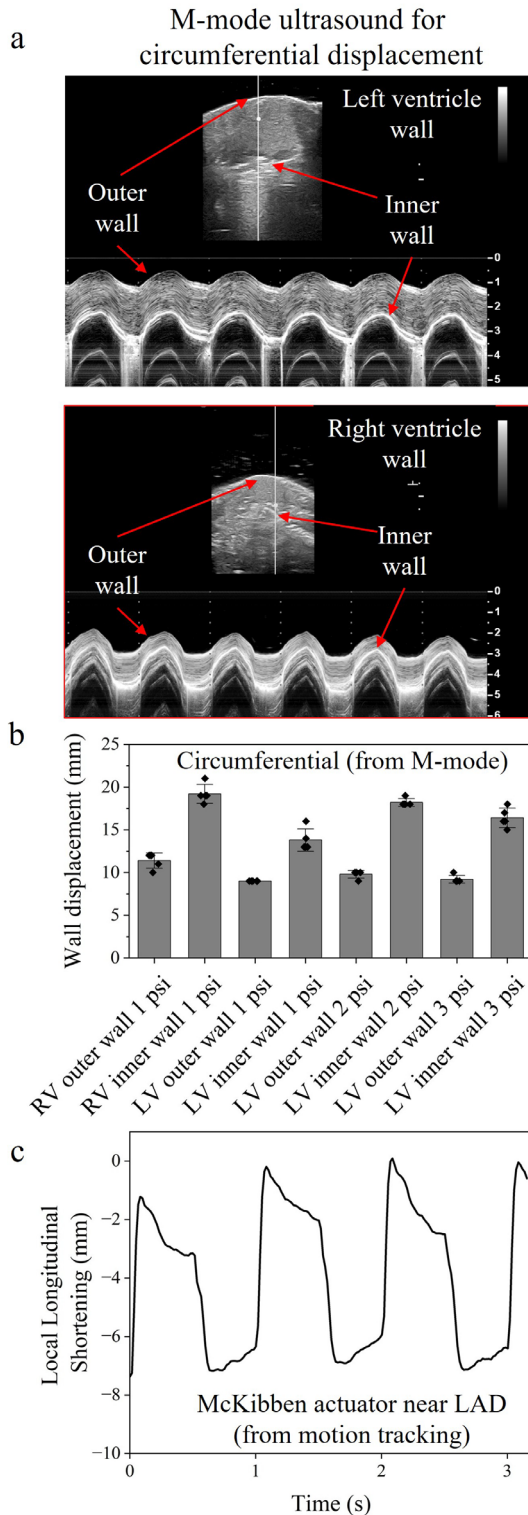 a
M-mode ultrasound for
circumferential displacement
Left ventricle
wall
Outer
wall
Inner
wall
0
1
2
3
4
5
Right ventricle
wall
Outer
wall
Inner
wall
0
1
2
3
4
5
6
b
Circumferential (from M-mode)
Wall displacement (mm)
25
20
15
10
5
0
RV outer wall 1 psi
RV inner wall 1 psi
LV outer wall 1 psi
LV inner wall 1 psi
LV outer wall 2 psi
LV inner wall 2 psi
LV outer wall 3 psi
LV inner wall 3 psi
c
Local Longitudinal
Shortening (mm)
0
−2
−4
−6
−8
−10
McKibben actuator near LAD
(from motion tracking)
0
1
2
3
Time (s)